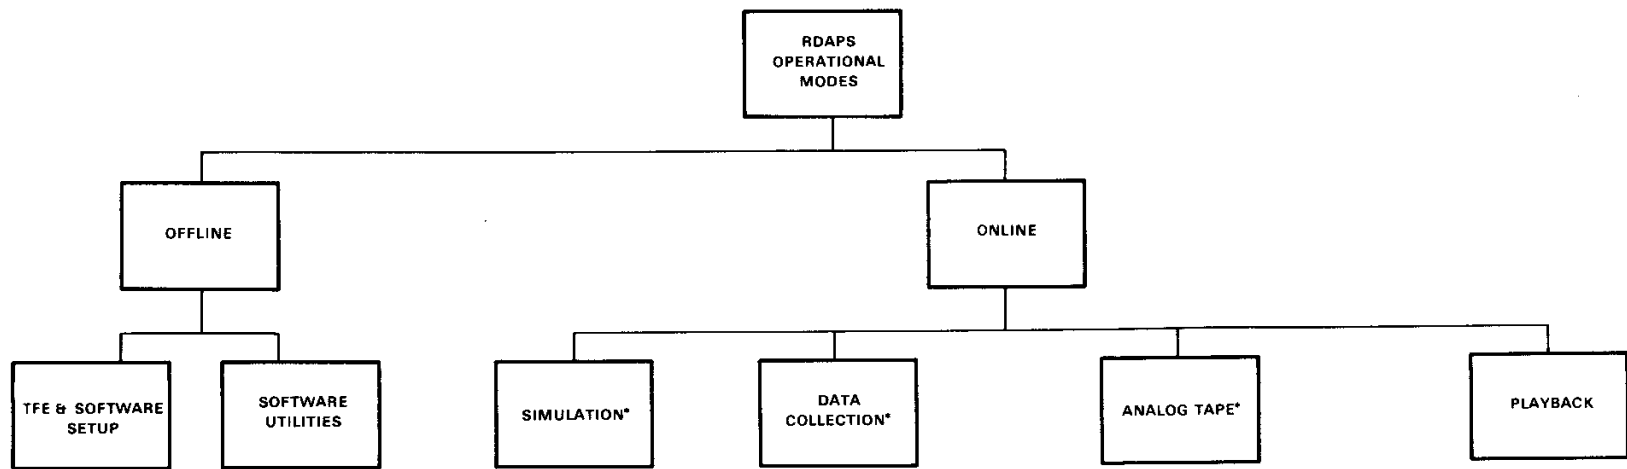 RDAPS
OPERATIONAL
MODES
OFFLINE
ONLINE
TFE & SOFTWARE
SETUP
SOFTWARE
UTILITIES
SIMULATION*
DATA
COLLECTION*
ANALOG TAPE*
PLAYBACK